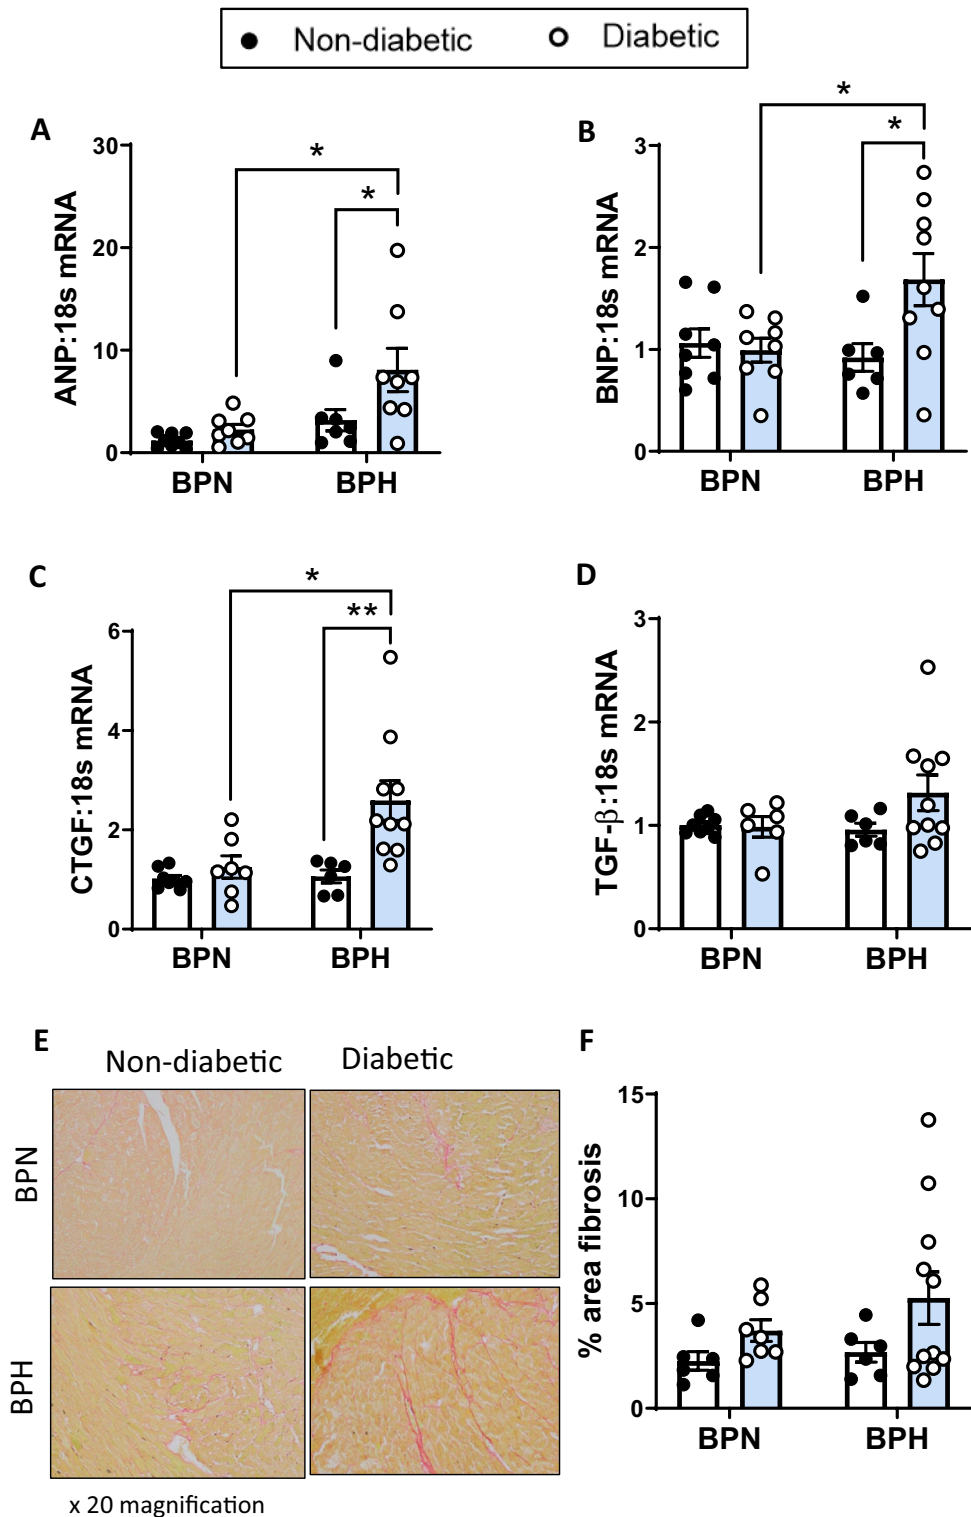 Non-diabetic Diabetic
A
ANP:18s mRNA
30
20
10
0
* *
BPN BPH
B
BNP:18s mRNA
3
2
1
0
* *
BPN BPH
C
CTGF:18s mRNA
6
4
2
0
* **
BPN BPH
D
TGF-β:18s mRNA
3
2
1
0
BPN BPH
E
Non-diabetic Diabetic
BPN
BPH
x 20 magnification
F
% area fibrosis
15
10
5
0
BPN BPH